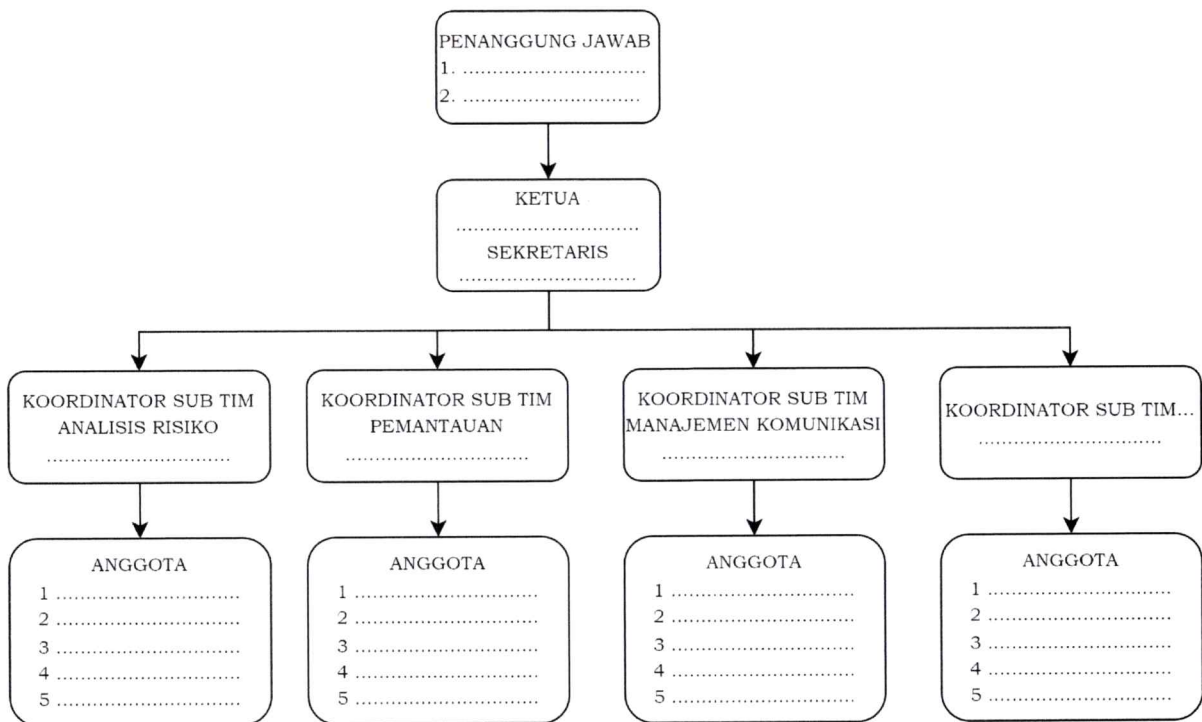 PENANGGUNG JAWAB
1. ................................
2. ...............................
KETUA
................................
SEKRETARIS
...............................
KOORDINATOR SUB TIM
ANALISIS RISIKO
................................
KOORDINATOR SUB TIM
PEMANTAUAN
................................
KOORDINATOR SUB TIM
MANAJEMEN KOMUNIKASI
................................
KOORDINATOR SUB TIM...
................................
ANGGOTA
1 ................................
2 ................................
3 ................................
4 ................................
5 ................................
ANGGOTA
1 ................................
2 ................................
3 ................................
4 ................................
5 ................................
ANGGOTA
1 ................................
2 ................................
3 ................................
4 ................................
5 ................................
ANGGOTA
1 ................................
2 ................................
3 ................................
4 ................................
5 ................................